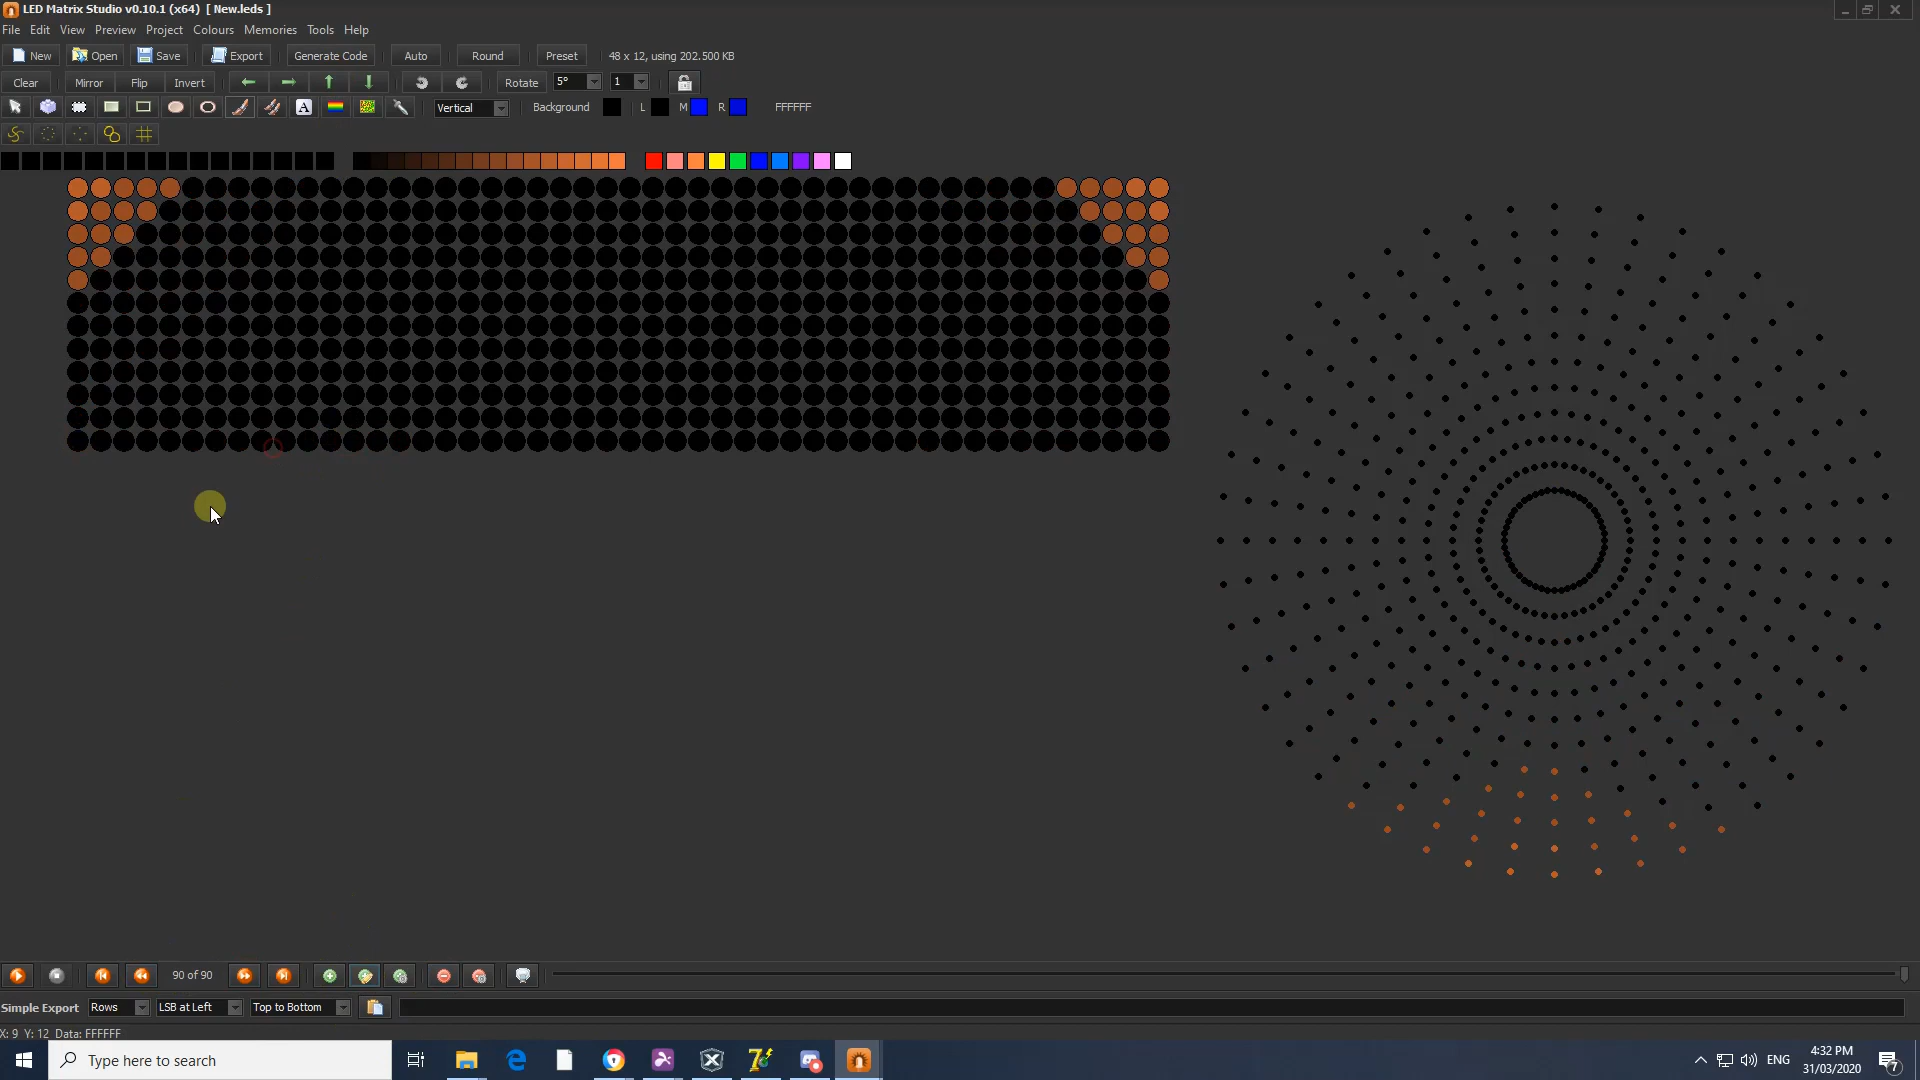 LED Matrix Studio v0.10.1 (x64) [ New.leds ]
File Edit View Preview Project Colours Memories Tools Help
New Open Save Export Generate Code Auto Round Preset 48 x 12, using 202.500 KB
Clear Mirror Flip Invert Rotate 5° 1
A Vertical Background L M R FFFFFF
90 of 90
Simple Export Rows LSB at Left Top to Bottom
X: 9 Y: 12 Data: FFFFFF
Type here to search
ENG
4:32 PM
31/03/2020
7